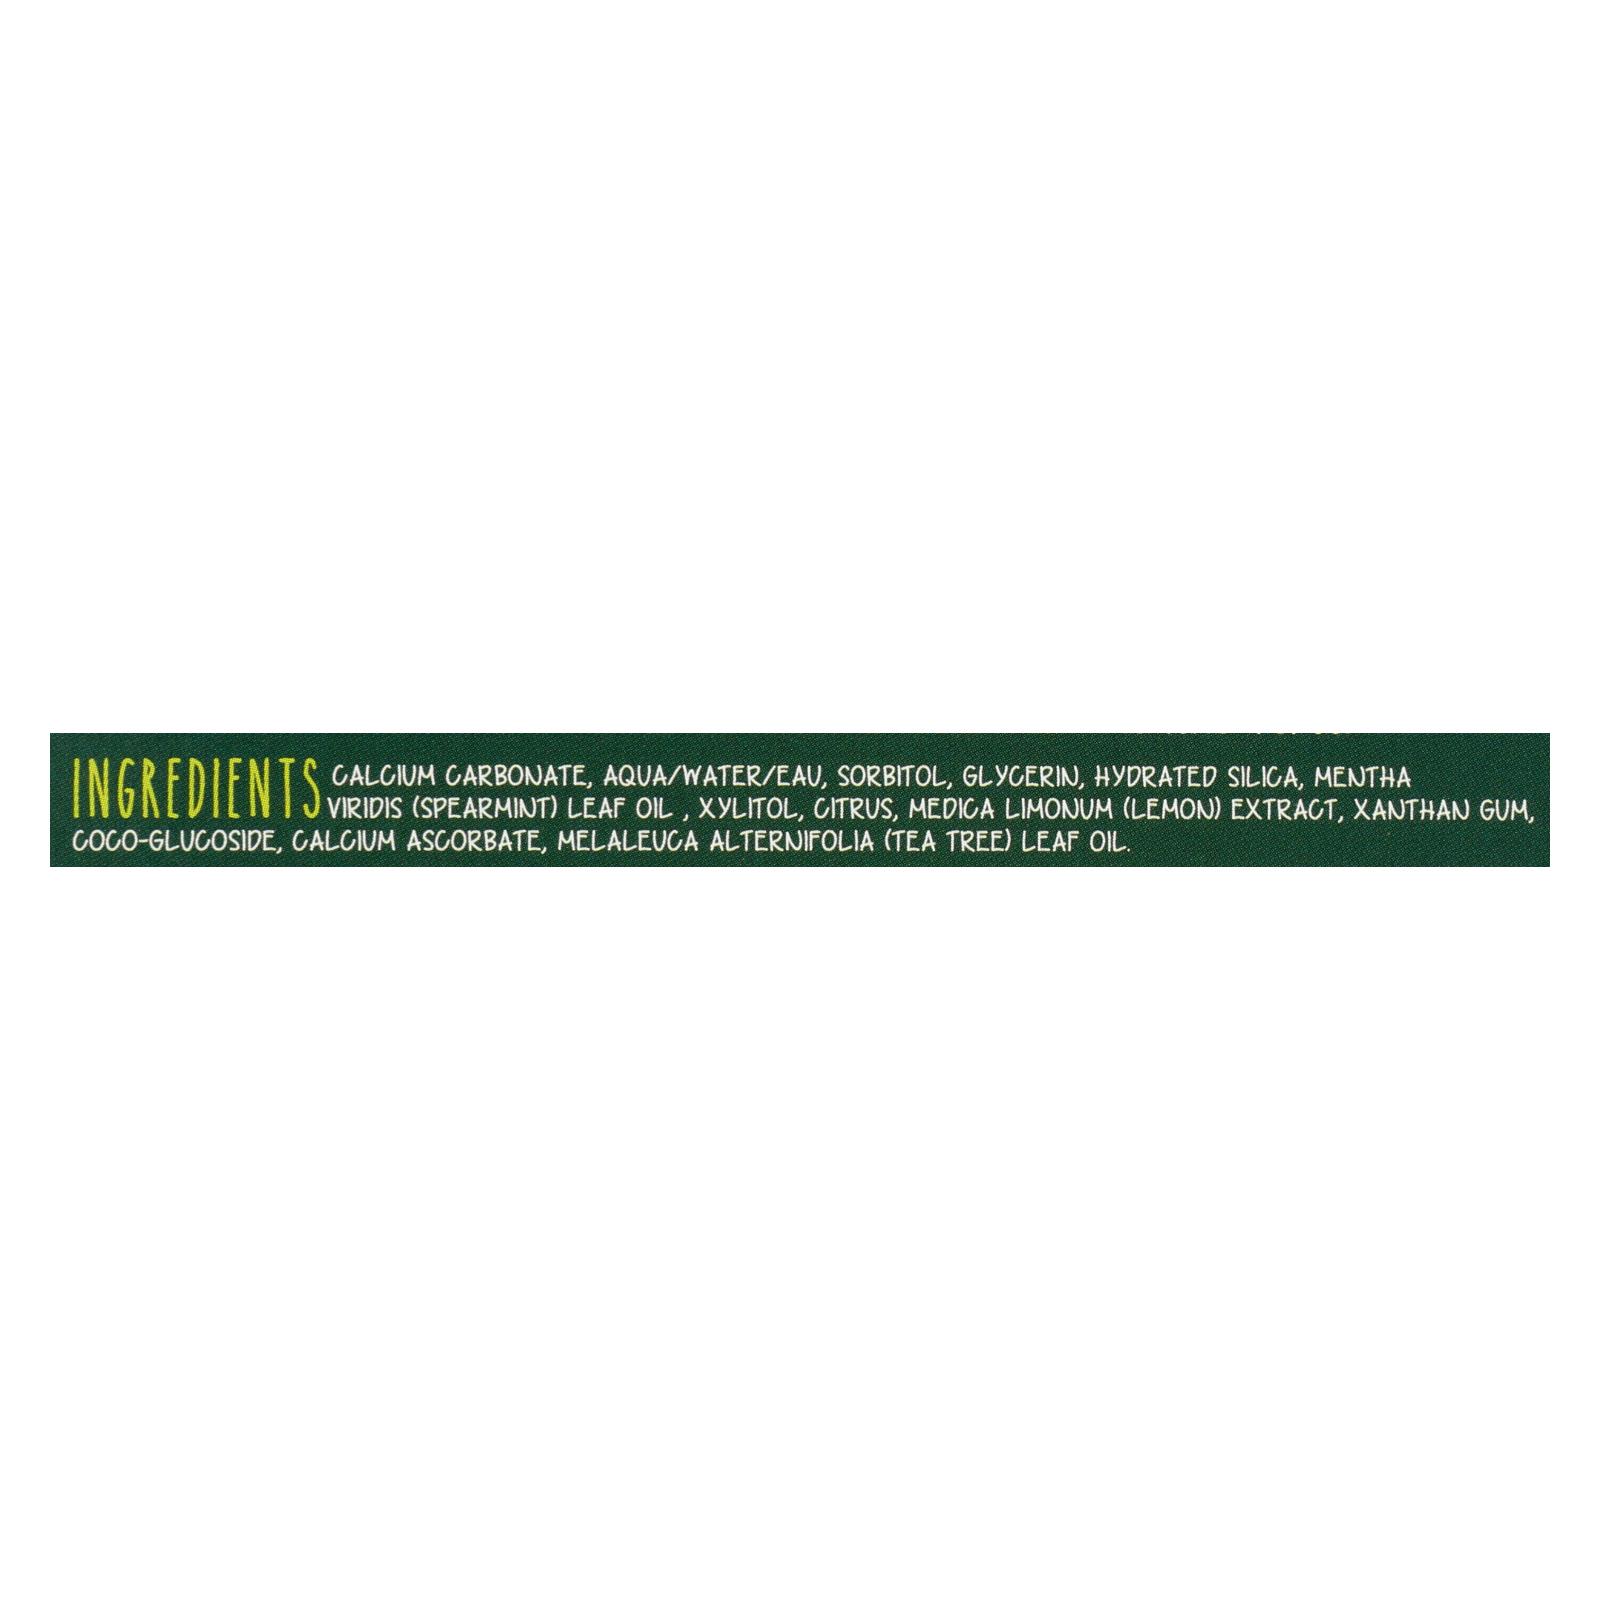 INGREDIENTS CALCIUM CARBONATE, AQUA/WATER/EAU, SORBITOL, GLYCERIN, HYDRATED SILICA, MENTHA
VIRIDIS (SPEARMINT) LEAF OIL , XYLITOL, CITRUS, MEDICA LIMONUM (LEMON) EXTRACT, XANTHAN GUM,
COCO-GLUCOSIDE, CALCIUM ASCORBATE, MELALEUCA ALTERNIFOLIA (TEA TREE) LEAF OIL.